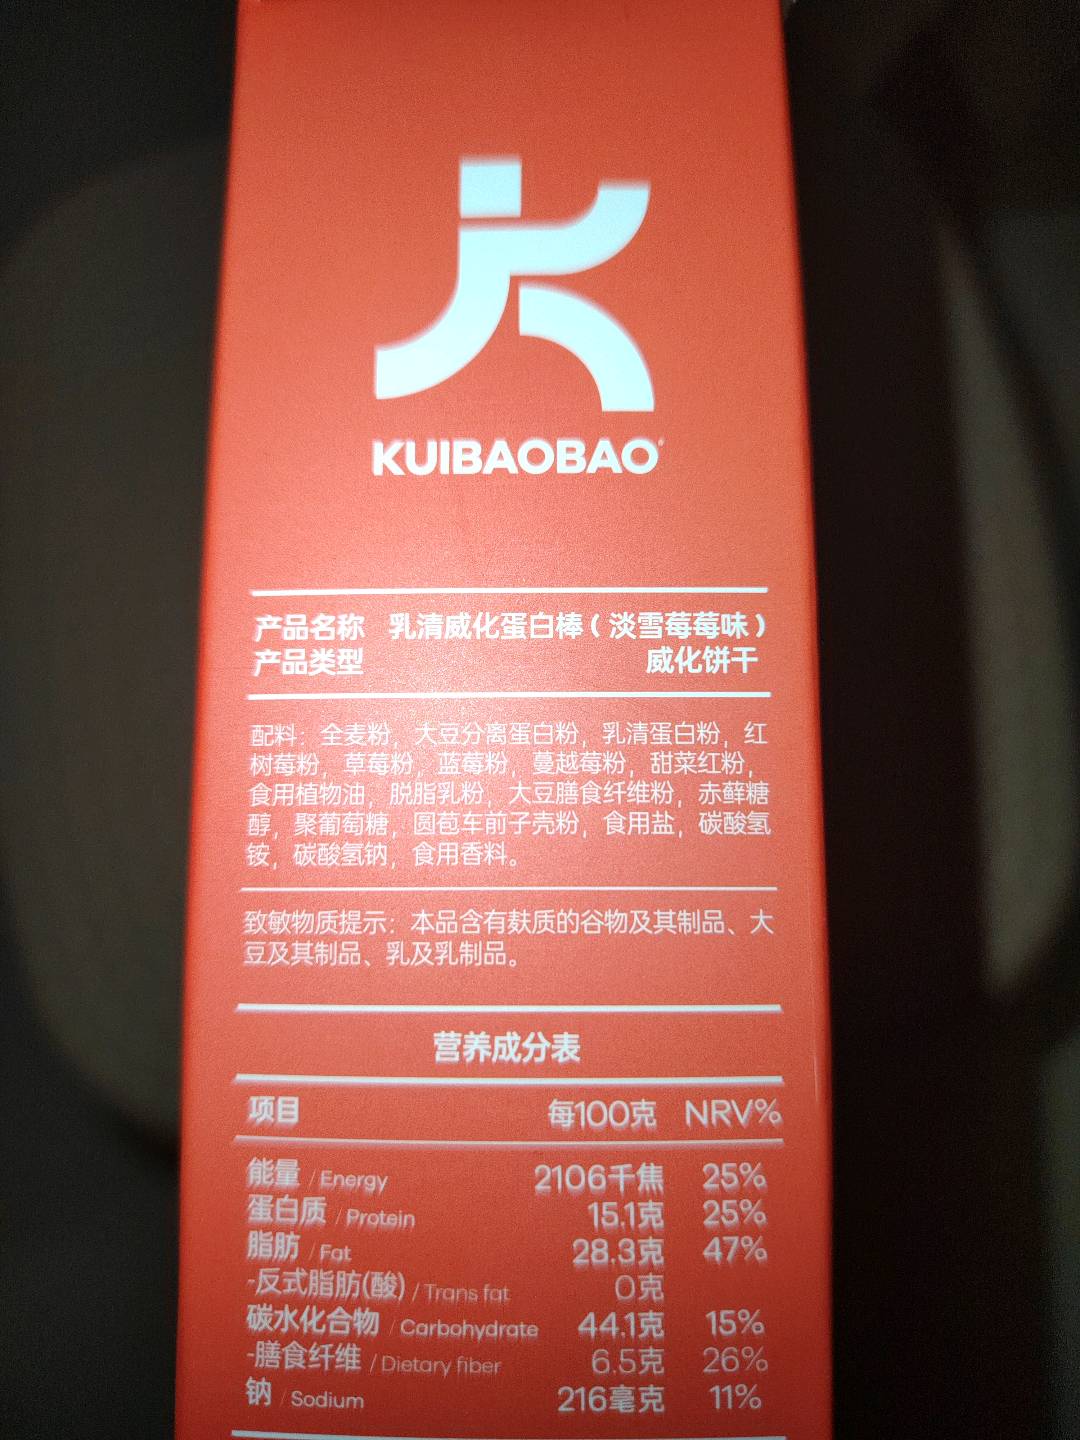 KUIBAOBAO
产品名称 乳清威化蛋白棒（淡雪莓莓味）
产品类型 威化饼干
配料：全麦粉，大豆分离蛋白粉，乳清蛋白粉，红
树莓粉，草莓粉，蓝莓粉，蔓越莓粉，甜菜红粉，
食用植物油，脱脂乳粉，大豆膳食纤维粉，赤藓糖
醇，聚葡萄糖，圆苞车前子壳粉，食用盐，碳酸氢
铵，碳酸氢钠，食用香料。
致敏物质提示：本品含有麸质的谷物及其制品、大
豆及其制品、乳及乳制品。
营养成分表
项目 每100克 NRV%
能量 / Energy 2106千焦 25%
蛋白质 / Protein 15.1克 25%
脂肪 / Fat 28.3克 47%
-反式脂肪(酸) / Trans fat 0克
碳水化合物 / Carbohydrate 44.1克 15%
-膳食纤维 / Dietary fiber 6.5克 26%
钠 / Sodium 216毫克 11%